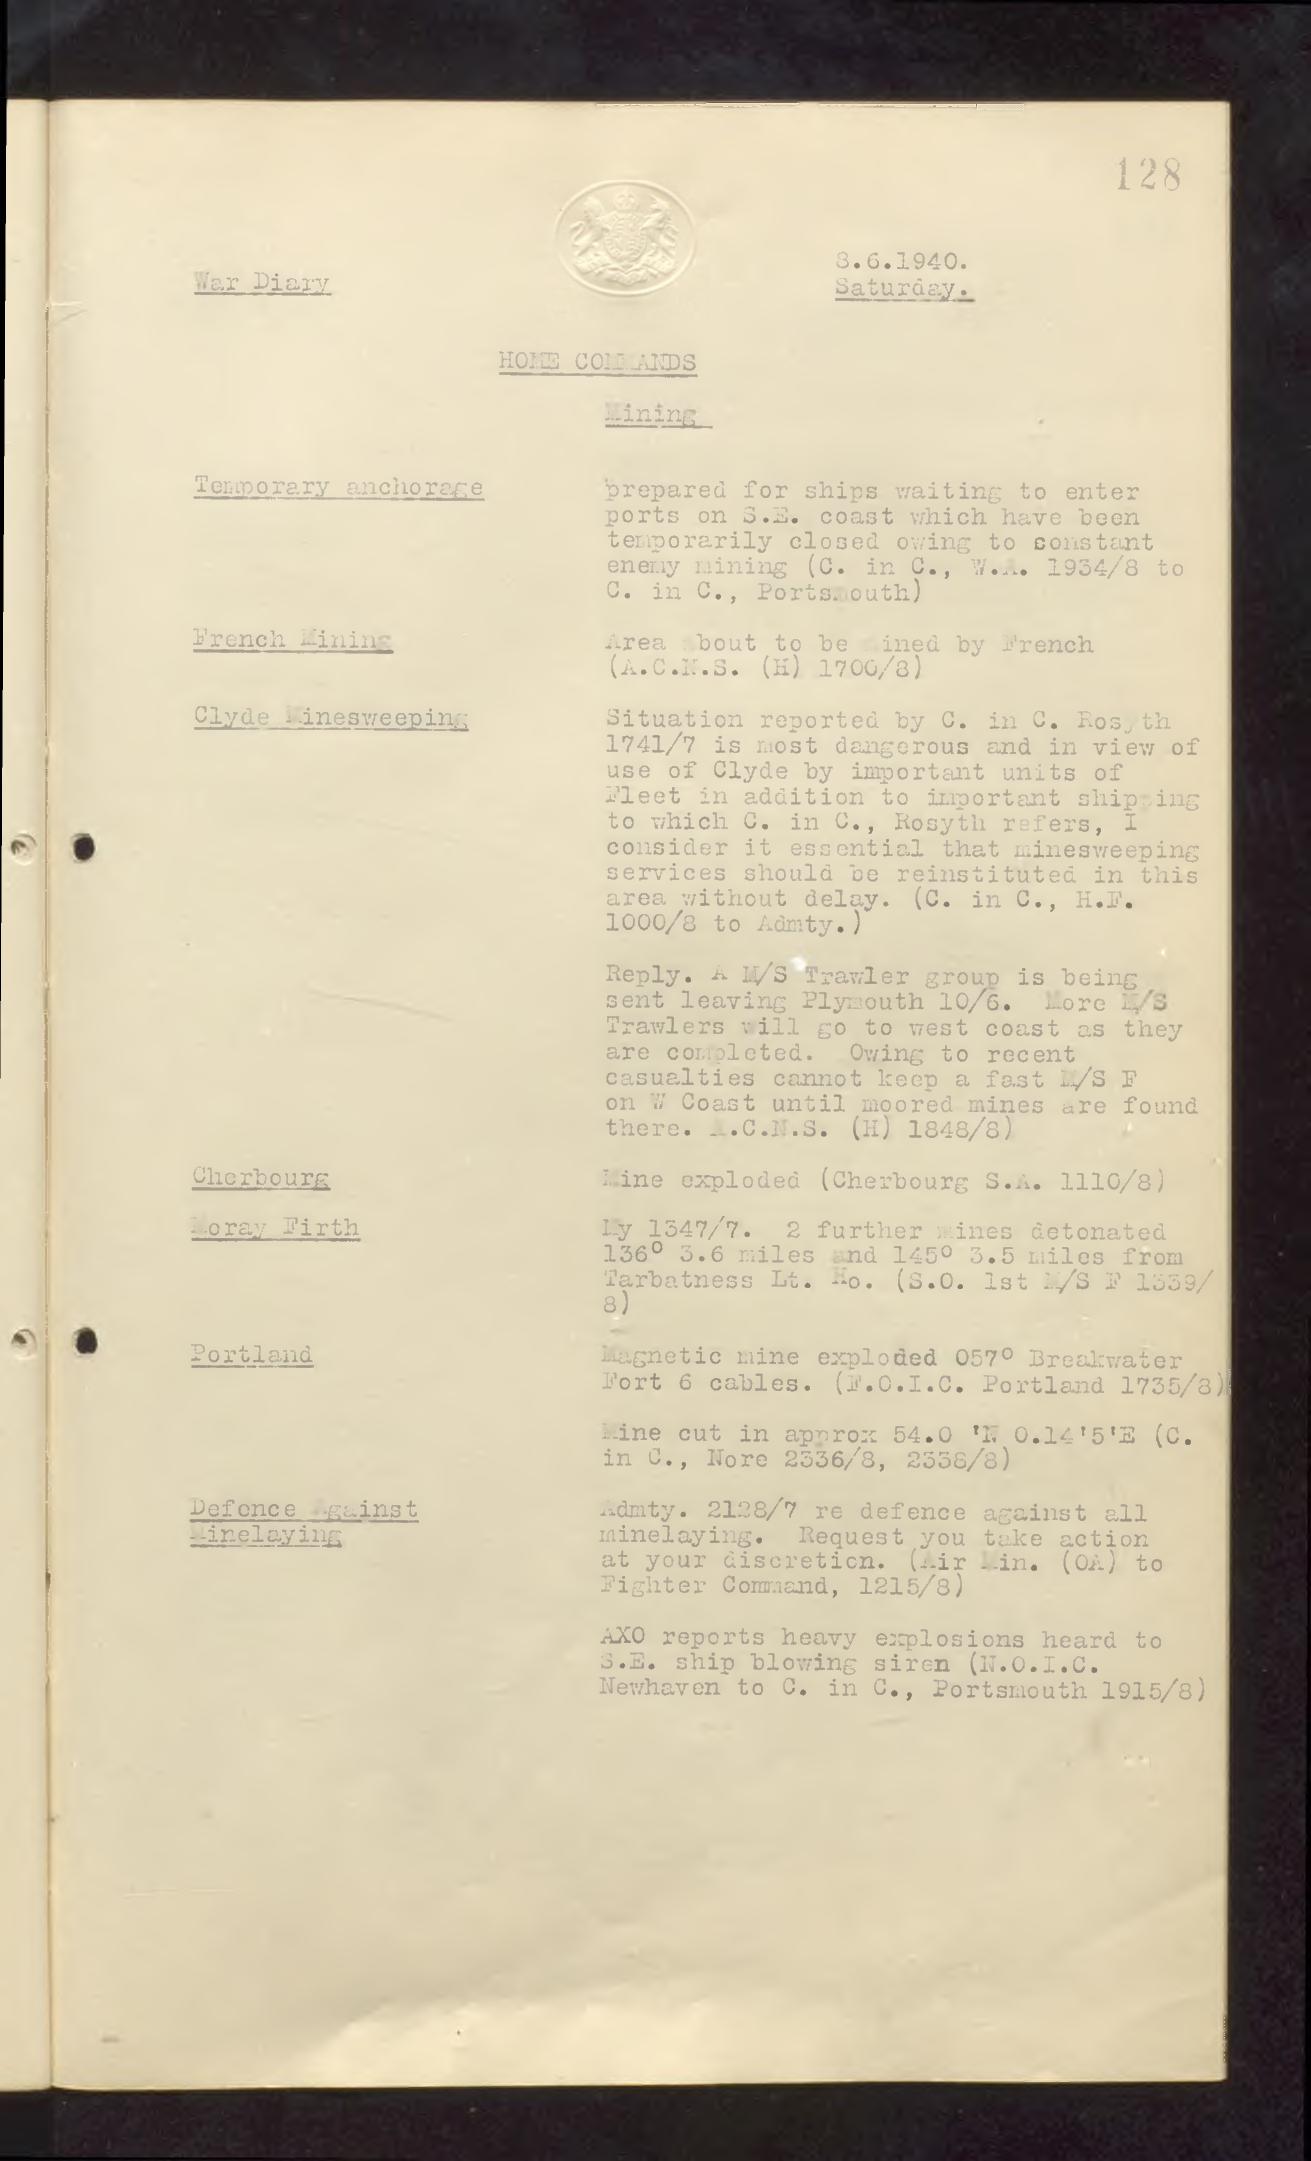 128
War Diary
8.6.1940.
Saturday.
HOME COMMANDS
Mining
Temporary anchorage
prepared for ships waiting to enter
ports on S.E. coast which have been
temporarily closed owing to constant
enemy mining (C. in C., W.A. 1934/8 to
C. in C., Portsmouth)
French Mining
Area about to be mined by French
(A.C.N.S. (H) 1700/8)
Clyde Minesweeping
Situation reported by C. in C. Rosyth
1741/7 is most dangerous and in view of
use of Clyde by important units of
Fleet in addition to important shipping
to which C. in C., Rosyth refers, I
consider it essential that minesweeping
services should be reinstituted in this
area without delay. (C. in C., H.F.
1000/8 to Admty.)
Reply. A M/S Trawler group is being
sent leaving Plymouth 10/6. More M/S
Trawlers will go to west coast as they
are completed. Owing to recent
casualties cannot keep a fast M/S F
on W Coast until moored mines are found
there. A.C.N.S. (H) 1848/8)
Cherbourg
Mine exploded (Cherbourg S.A. 1110/8)
Moray Firth
My 1347/7. 2 further mines detonated
136° 3.6 miles and 145° 3.5 miles from
Tarbatness Lt. Ho. (S.O. 1st M/S F 1339/
8)
Portland
Magnetic mine exploded 057° Breakwater
Fort 6 cables. (F.O.I.C. Portland 1735/8)
Mine cut in approx 54.0 'N 0.14'5'E (C.
in C., Nore 2336/8, 2338/8)
Defence Against
Minelaying
Admty. 2128/7 re defence against all
minelaying. Request you take action
at your discretion. (Air Min. (OA) to
Fighter Command, 1215/8)
AXO reports heavy explosions heard to
S.E. ship blowing siren (N.O.I.C.
Newhaven to C. in C., Portsmouth 1915/8)